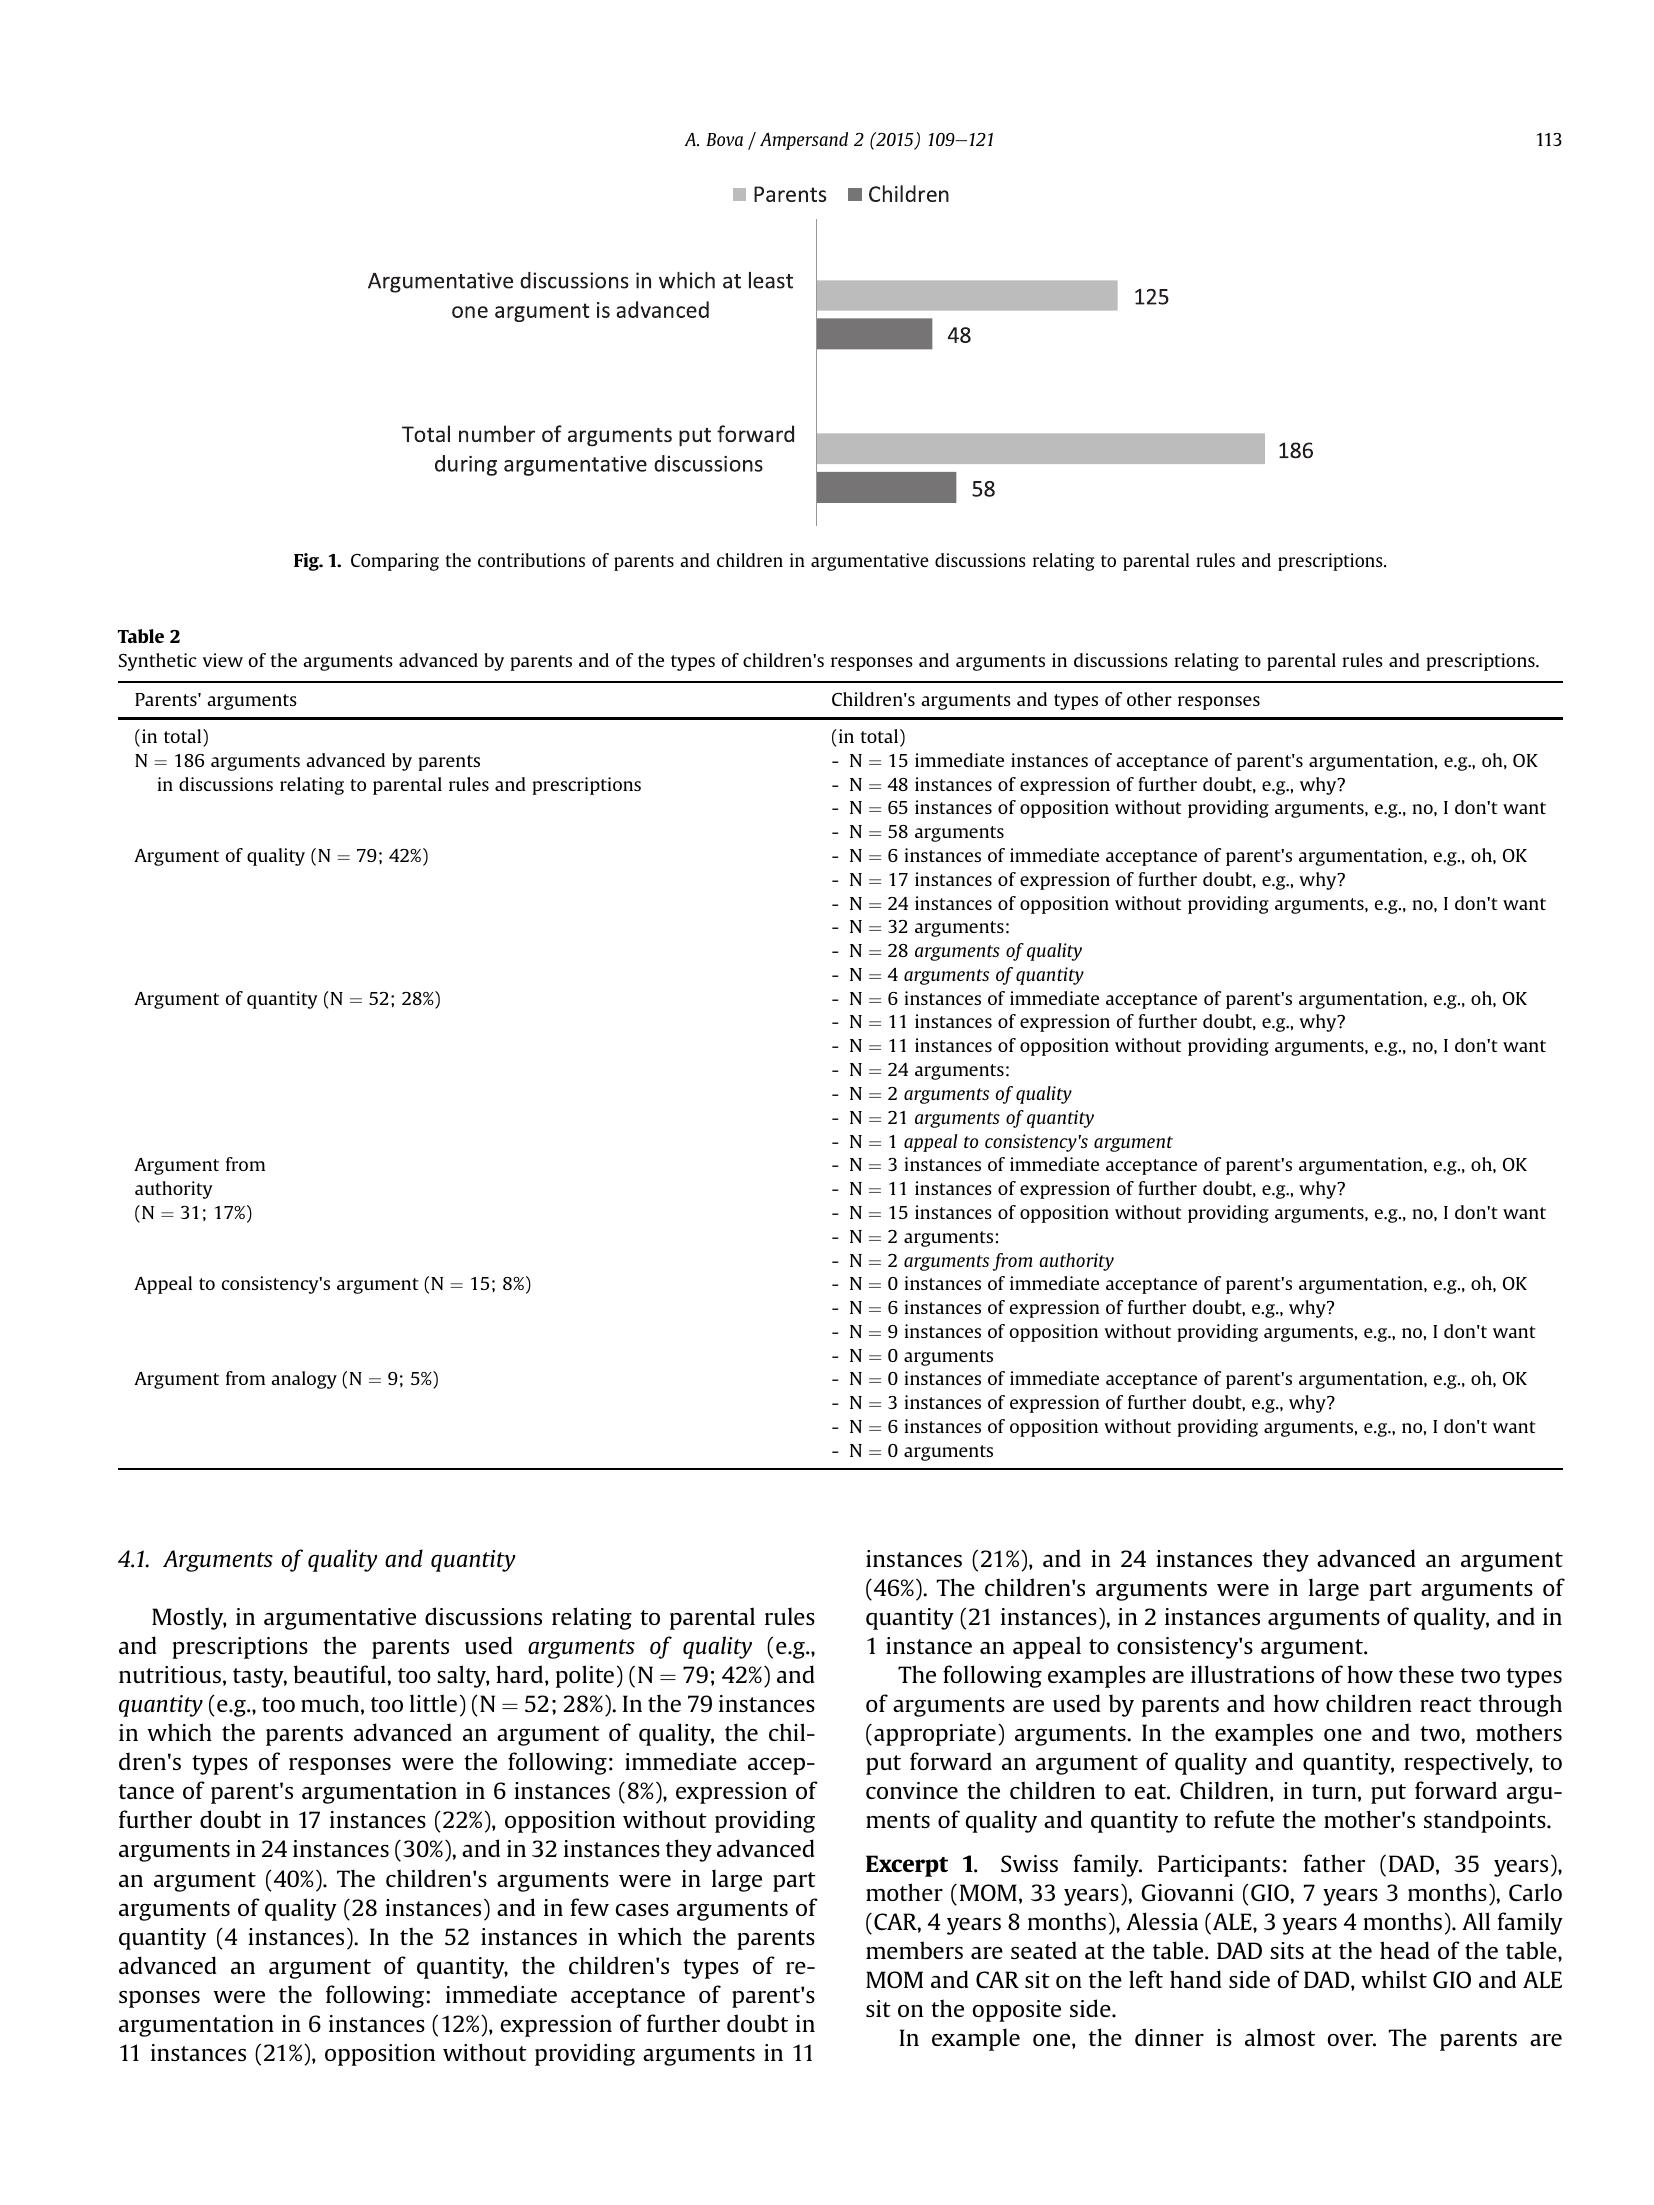 A. Bova / Ampersand 2 (2015) 109–121
113
Parents Children
Argumentative discussions in which at least
one argument is advanced
125
48
Total number of arguments put forward
during argumentative discussions
186
58
Fig. 1. Comparing the contributions of parents and children in argumentative discussions relating to parental rules and prescriptions.
Table 2
Synthetic view of the arguments advanced by parents and of the types of children's responses and arguments in discussions relating to parental rules and prescriptions.
Parents' arguments Children's arguments and types of other responses
(in total) (in total)
N = 186 arguments advanced by parents - N = 15 immediate instances of acceptance of parent's argumentation, e.g., oh, OK
in discussions relating to parental rules and prescriptions - N = 48 instances of expression of further doubt, e.g., why?
- N = 65 instances of opposition without providing arguments, e.g., no, I don't want
- N = 58 arguments
Argument of quality (N = 79; 42%) - N = 6 instances of immediate acceptance of parent's argumentation, e.g., oh, OK
- N = 17 instances of expression of further doubt, e.g., why?
- N = 24 instances of opposition without providing arguments, e.g., no, I don't want
- N = 32 arguments:
- N = 28 arguments of quality
- N = 4 arguments of quantity
Argument of quantity (N = 52; 28%) - N = 6 instances of immediate acceptance of parent's argumentation, e.g., oh, OK
- N = 11 instances of expression of further doubt, e.g., why?
- N = 11 instances of opposition without providing arguments, e.g., no, I don't want
- N = 24 arguments:
- N = 2 arguments of quality
- N = 21 arguments of quantity
- N = 1 appeal to consistency's argument
Argument from - N = 3 instances of immediate acceptance of parent's argumentation, e.g., oh, OK
authority - N = 11 instances of expression of further doubt, e.g., why?
(N = 31; 17%) - N = 15 instances of opposition without providing arguments, e.g., no, I don't want
- N = 2 arguments:
- N = 2 arguments from authority
Appeal to consistency's argument (N = 15; 8%) - N = 0 instances of immediate acceptance of parent's argumentation, e.g., oh, OK
- N = 6 instances of expression of further doubt, e.g., why?
- N = 9 instances of opposition without providing arguments, e.g., no, I don't want
- N = 0 arguments
Argument from analogy (N = 9; 5%) - N = 0 instances of immediate acceptance of parent's argumentation, e.g., oh, OK
- N = 3 instances of expression of further doubt, e.g., why?
- N = 6 instances of opposition without providing arguments, e.g., no, I don't want
- N = 0 arguments
4.1. Arguments of quality and quantity
Mostly, in argumentative discussions relating to parental rules
and prescriptions the parents used arguments of quality (e.g.,
nutritious, tasty, beautiful, too salty, hard, polite) (N = 79; 42%) and
quantity (e.g., too much, too little) (N = 52; 28%). In the 79 instances
in which the parents advanced an argument of quality, the chil-
dren's types of responses were the following: immediate accep-
tance of parent's argumentation in 6 instances (8%), expression of
further doubt in 17 instances (22%), opposition without providing
arguments in 24 instances (30%), and in 32 instances they advanced
an argument (40%). The children's arguments were in large part
arguments of quality (28 instances) and in few cases arguments of
quantity (4 instances). In the 52 instances in which the parents
advanced an argument of quantity, the children's types of re-
sponses were the following: immediate acceptance of parent's
argumentation in 6 instances (12%), expression of further doubt in
11 instances (21%), opposition without providing arguments in 11
instances (21%), and in 24 instances they advanced an argument
(46%). The children's arguments were in large part arguments of
quantity (21 instances), in 2 instances arguments of quality, and in
1 instance an appeal to consistency's argument.
The following examples are illustrations of how these two types
of arguments are used by parents and how children react through
(appropriate) arguments. In the examples one and two, mothers
put forward an argument of quality and quantity, respectively, to
convince the children to eat. Children, in turn, put forward argu-
ments of quality and quantity to refute the mother's standpoints.
Excerpt 1. Swiss family. Participants: father (DAD, 35 years),
mother (MOM, 33 years), Giovanni (GIO, 7 years 3 months), Carlo
(CAR, 4 years 8 months), Alessia (ALE, 3 years 4 months). All family
members are seated at the table. DAD sits at the head of the table,
MOM and CAR sit on the left hand side of DAD, whilst GIO and ALE
sit on the opposite side.
In example one, the dinner is almost over. The parents are